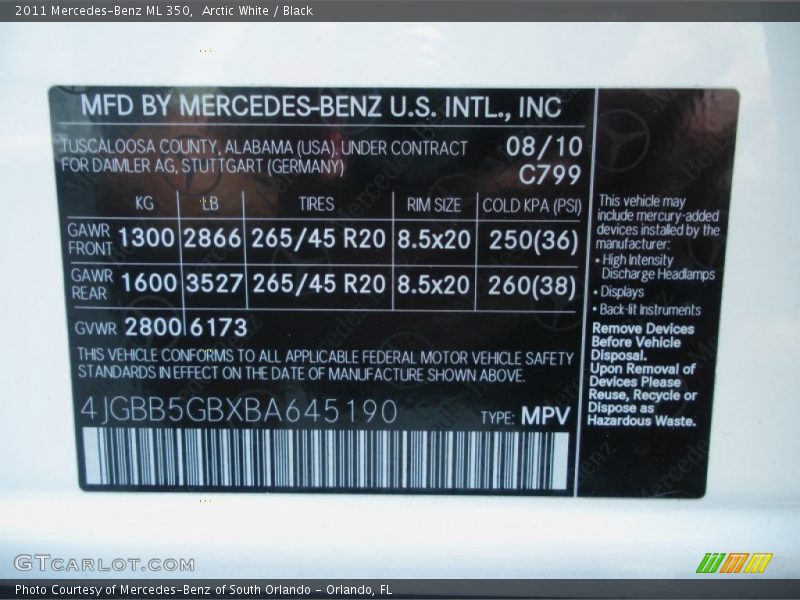 2011 Mercedes-Benz ML 350,  Arctic White / Black
MFD BY MERCEDES-BENZ U.S. INTL., INC
TUSCALOOSA COUNTY, ALABAMA (USA), UNDER CONTRACT
FOR DAIMLER AG, STUTTGART (GERMANY)
08/10
C799
KG LB TIRES RIM SIZE COLD KPA (PSI)
GAWR FRONT 1300 2866 265/45 R20 8.5x20 250(36)
GAWR REAR 1600 3527 265/45 R20 8.5x20 260(38)
GVWR 2800 6173
THIS VEHICLE CONFORMS TO ALL APPLICABLE FEDERAL MOTOR VEHICLE SAFETY
STANDARDS IN EFFECT ON THE DATE OF MANUFACTURE SHOWN ABOVE.
4JGBB5GBXBA645190 TYPE: MPV
This vehicle may
include mercury-added
devices installed by the
manufacturer:
• High Intensity
Discharge Headlamps
• Displays
• Back-lit Instruments
Remove Devices
Before Vehicle
Disposal.
Upon Removal of
Devices Please
Reuse, Recycle or
Dispose as
Hazardous Waste.
GTCARLOT.COM
Photo Courtesy of Mercedes-Benz of South Orlando - Orlando, FL